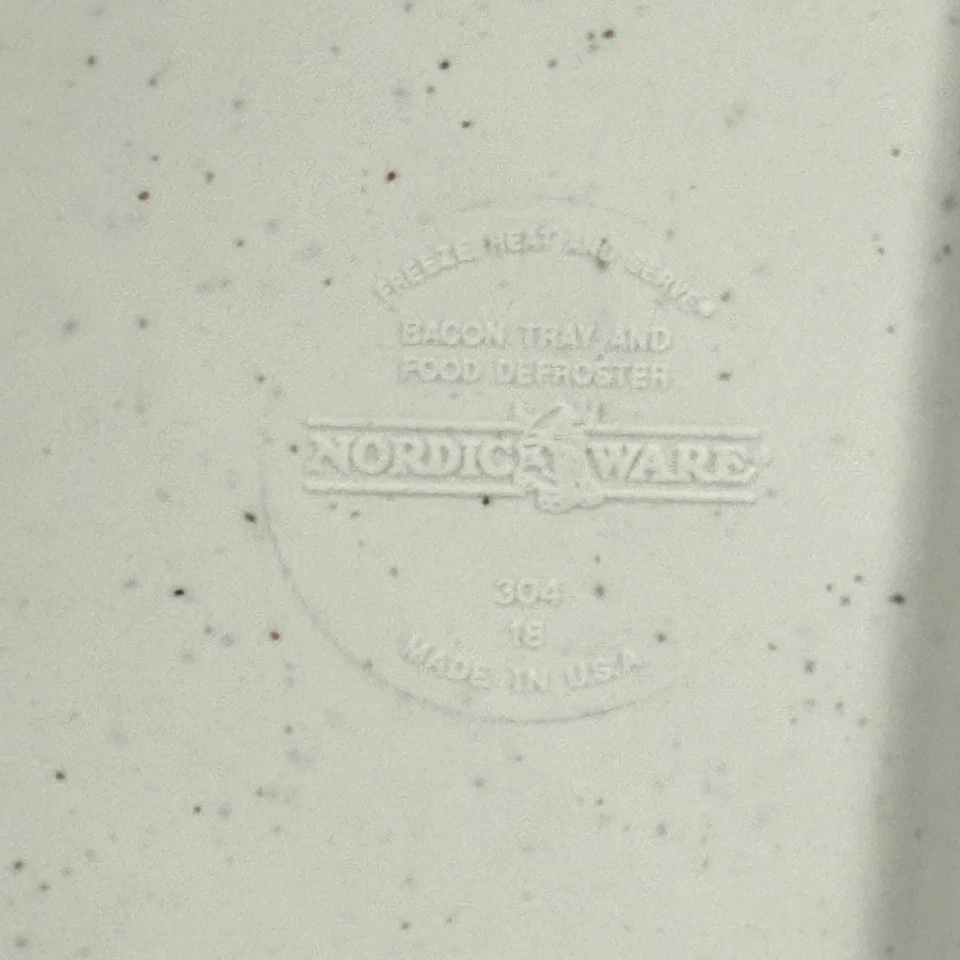 FREEZE HEAT AND SERVE®
BACON TRAY AND
FOOD DEFROSTER
NORDIC WARE®
304
18
MADE IN U.S.A.